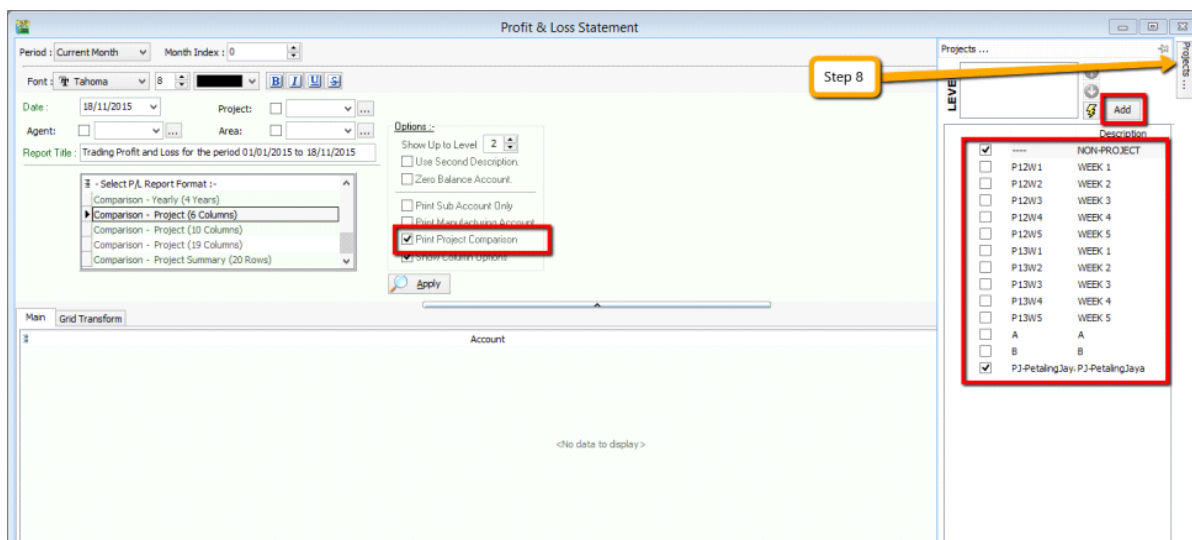 Profit & Loss Statement
Period : Current Month Month Index : 0
Font : Tahoma 8 B I U S
Date : 18/11/2015 Project: ...
Agent: ... Area: ...
Report Title : Trading Profit and Loss for the period 01/01/2015 to 18/11/2015
- Select P/L Report Format :-
Comparison - Yearly (4 Years)
Comparison - Project (6 Columns)
Comparison - Project (10 Columns)
Comparison - Project (19 Columns)
Comparison - Project Summary (20 Rows)
Options :-
Show Up to Level 2
Use Second Description.
Zero Balance Account.
Print Sub Account Only
Print Manufacturing Account
Print Project Comparison
Show Column Options
Apply
Main Grid Transform
Account
<No data to display>
Step 8
Projects ...
Projects ...
LEVE
Add
Description
---- NON-PROJECT
P12W1 WEEK 1
P12W2 WEEK 2
P12W3 WEEK 3
P12W4 WEEK 4
P12W5 WEEK 5
P13W1 WEEK 1
P13W2 WEEK 2
P13W3 WEEK 3
P13W4 WEEK 4
P13W5 WEEK 5
A A
B B
PJ-PetalingJay PJ-PetalingJaya